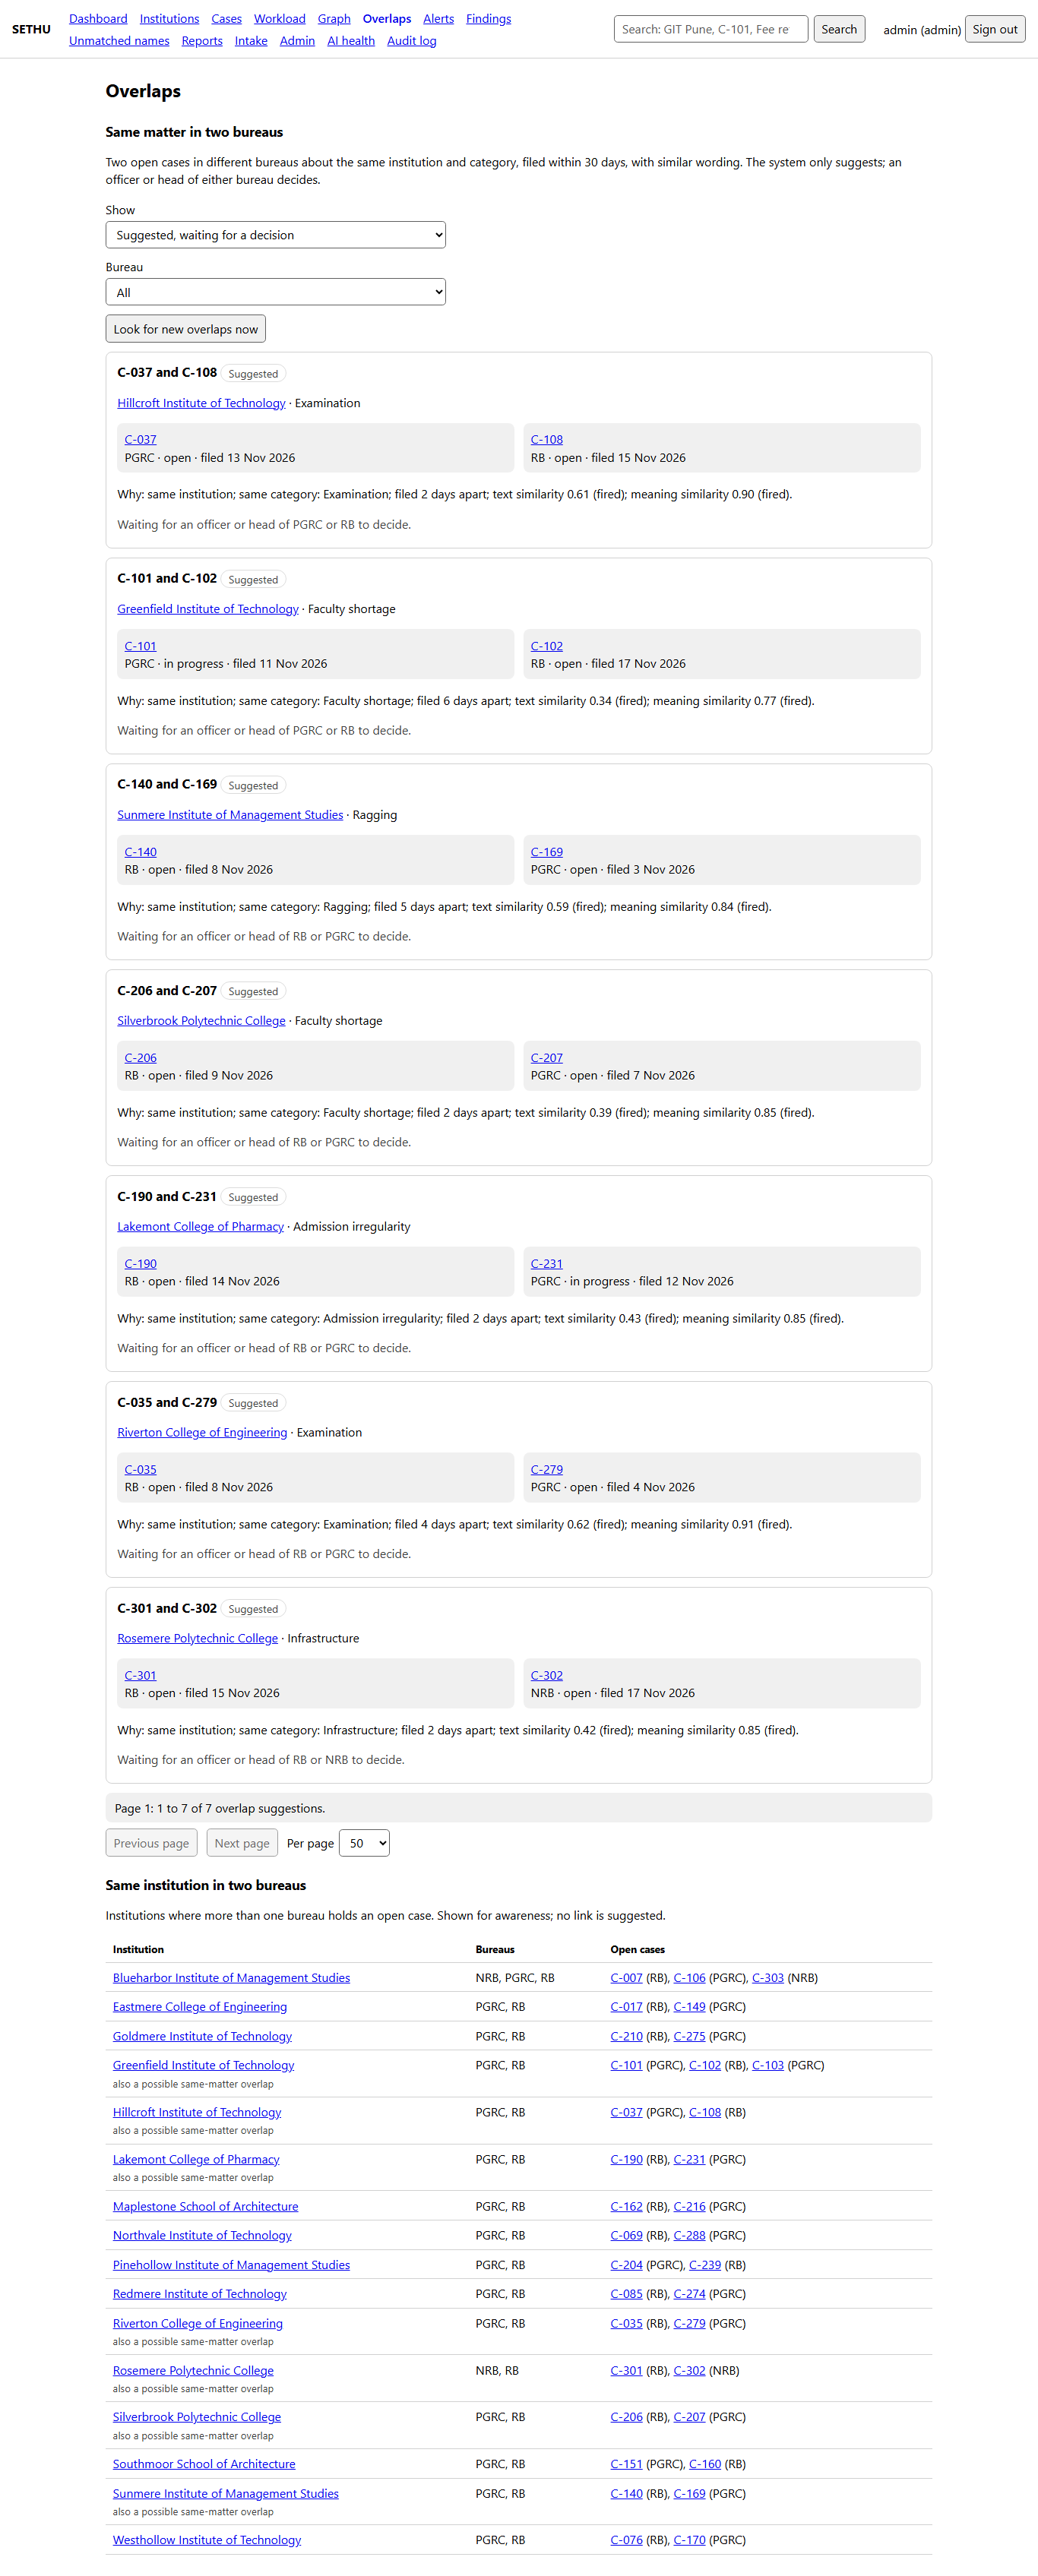 SETHU
Dashboard Institutions Cases Workload Graph Overlaps Alerts Findings
Unmatched names Reports Intake Admin AI health Audit log
Search: GIT Pune, C-101, Fee re Search admin (admin) Sign out
Overlaps
Same matter in two bureaus
Two open cases in different bureaus about the same institution and category, filed within 30 days, with similar wording. The system only suggests; an
officer or head of either bureau decides.
Show
Suggested, waiting for a decision
Bureau
All
Look for new overlaps now
C-037 and C-108 Suggested
Hillcroft Institute of Technology · Examination
C-037 C-108
PGRC · open · filed 13 Nov 2026 RB · open · filed 15 Nov 2026
Why: same institution; same category: Examination; filed 2 days apart; text similarity 0.61 (fired); meaning similarity 0.90 (fired).
Waiting for an officer or head of PGRC or RB to decide.
C-101 and C-102 Suggested
Greenfield Institute of Technology · Faculty shortage
C-101 C-102
PGRC · in progress · filed 11 Nov 2026 RB · open · filed 17 Nov 2026
Why: same institution; same category: Faculty shortage; filed 6 days apart; text similarity 0.34 (fired); meaning similarity 0.77 (fired).
Waiting for an officer or head of PGRC or RB to decide.
C-140 and C-169 Suggested
Sunmere Institute of Management Studies · Ragging
C-140 C-169
RB · open · filed 8 Nov 2026 PGRC · open · filed 3 Nov 2026
Why: same institution; same category: Ragging; filed 5 days apart; text similarity 0.59 (fired); meaning similarity 0.84 (fired).
Waiting for an officer or head of RB or PGRC to decide.
C-206 and C-207 Suggested
Silverbrook Polytechnic College · Faculty shortage
C-206 C-207
RB · open · filed 9 Nov 2026 PGRC · open · filed 7 Nov 2026
Why: same institution; same category: Faculty shortage; filed 2 days apart; text similarity 0.39 (fired); meaning similarity 0.85 (fired).
Waiting for an officer or head of RB or PGRC to decide.
C-190 and C-231 Suggested
Lakemont College of Pharmacy · Admission irregularity
C-190 C-231
RB · open · filed 14 Nov 2026 PGRC · in progress · filed 12 Nov 2026
Why: same institution; same category: Admission irregularity; filed 2 days apart; text similarity 0.43 (fired); meaning similarity 0.85 (fired).
Waiting for an officer or head of RB or PGRC to decide.
C-035 and C-279 Suggested
Riverton College of Engineering · Examination
C-035 C-279
RB · open · filed 8 Nov 2026 PGRC · open · filed 4 Nov 2026
Why: same institution; same category: Examination; filed 4 days apart; text similarity 0.62 (fired); meaning similarity 0.91 (fired).
Waiting for an officer or head of RB or PGRC to decide.
C-301 and C-302 Suggested
Rosemere Polytechnic College · Infrastructure
C-301 C-302
RB · open · filed 15 Nov 2026 NRB · open · filed 17 Nov 2026
Why: same institution; same category: Infrastructure; filed 2 days apart; text similarity 0.42 (fired); meaning similarity 0.85 (fired).
Waiting for an officer or head of RB or NRB to decide.
Page 1: 1 to 7 of 7 overlap suggestions.
Previous page Next page Per page 50
Same institution in two bureaus
Institutions where more than one bureau holds an open case. Shown for awareness; no link is suggested.
Institution Bureaus Open cases
Blueharbor Institute of Management Studies NRB, PGRC, RB C-007 (RB), C-106 (PGRC), C-303 (NRB)
Eastmere College of Engineering PGRC, RB C-017 (RB), C-149 (PGRC)
Goldmere Institute of Technology PGRC, RB C-210 (RB), C-275 (PGRC)
Greenfield Institute of Technology PGRC, RB C-101 (PGRC), C-102 (RB), C-103 (PGRC)
also a possible same-matter overlap
Hillcroft Institute of Technology PGRC, RB C-037 (PGRC), C-108 (RB)
also a possible same-matter overlap
Lakemont College of Pharmacy PGRC, RB C-190 (RB), C-231 (PGRC)
also a possible same-matter overlap
Maplestone School of Architecture PGRC, RB C-162 (RB), C-216 (PGRC)
Northvale Institute of Technology PGRC, RB C-069 (RB), C-288 (PGRC)
Pinehollow Institute of Management Studies PGRC, RB C-204 (PGRC), C-239 (RB)
Redmere Institute of Technology PGRC, RB C-085 (RB), C-274 (PGRC)
Riverton College of Engineering PGRC, RB C-035 (RB), C-279 (PGRC)
also a possible same-matter overlap
Rosemere Polytechnic College NRB, RB C-301 (RB), C-302 (NRB)
also a possible same-matter overlap
Silverbrook Polytechnic College PGRC, RB C-206 (RB), C-207 (PGRC)
also a possible same-matter overlap
Southmoor School of Architecture PGRC, RB C-151 (PGRC), C-160 (RB)
Sunmere Institute of Management Studies PGRC, RB C-140 (RB), C-169 (PGRC)
also a possible same-matter overlap
Westhollow Institute of Technology PGRC, RB C-076 (RB), C-170 (PGRC)